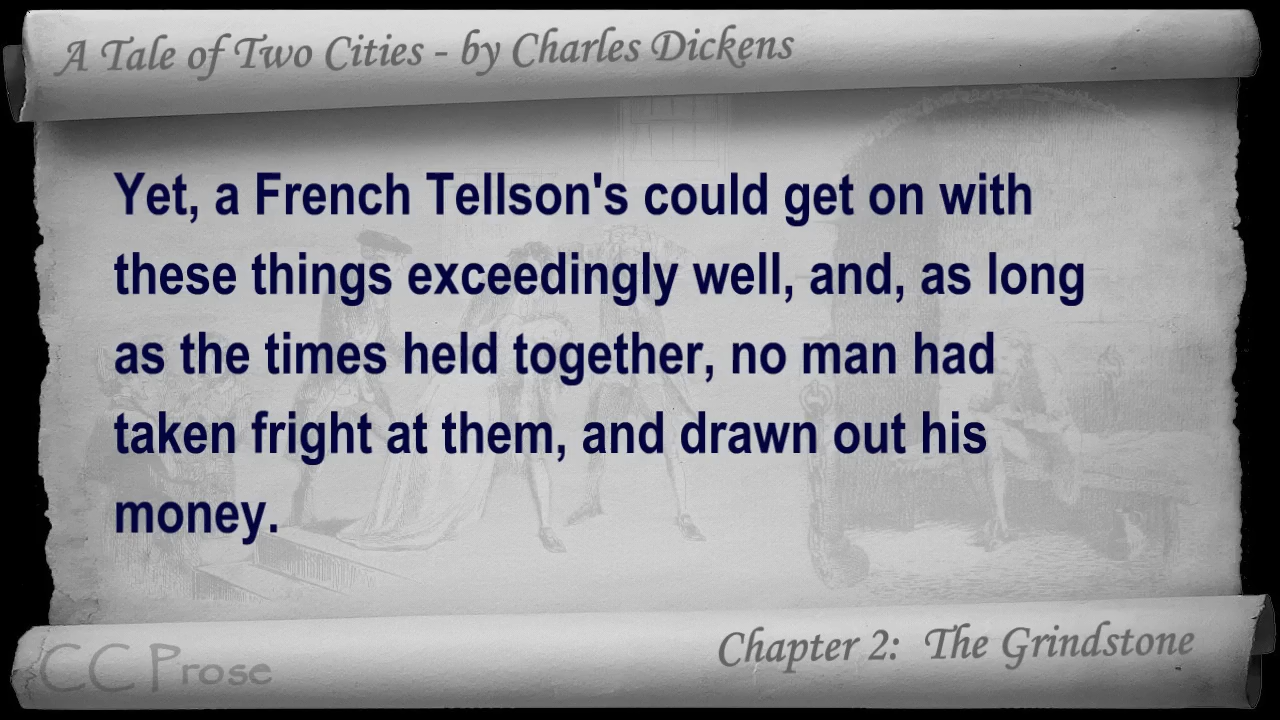 A Tale of Two Cities - by Charles Dickens
Yet, a French Tellson's could get on with
these things exceedingly well, and, as long
as the times held together, no man had
taken fright at them, and drawn out his
money.
Chapter 2: The Grindstone
CC Prose